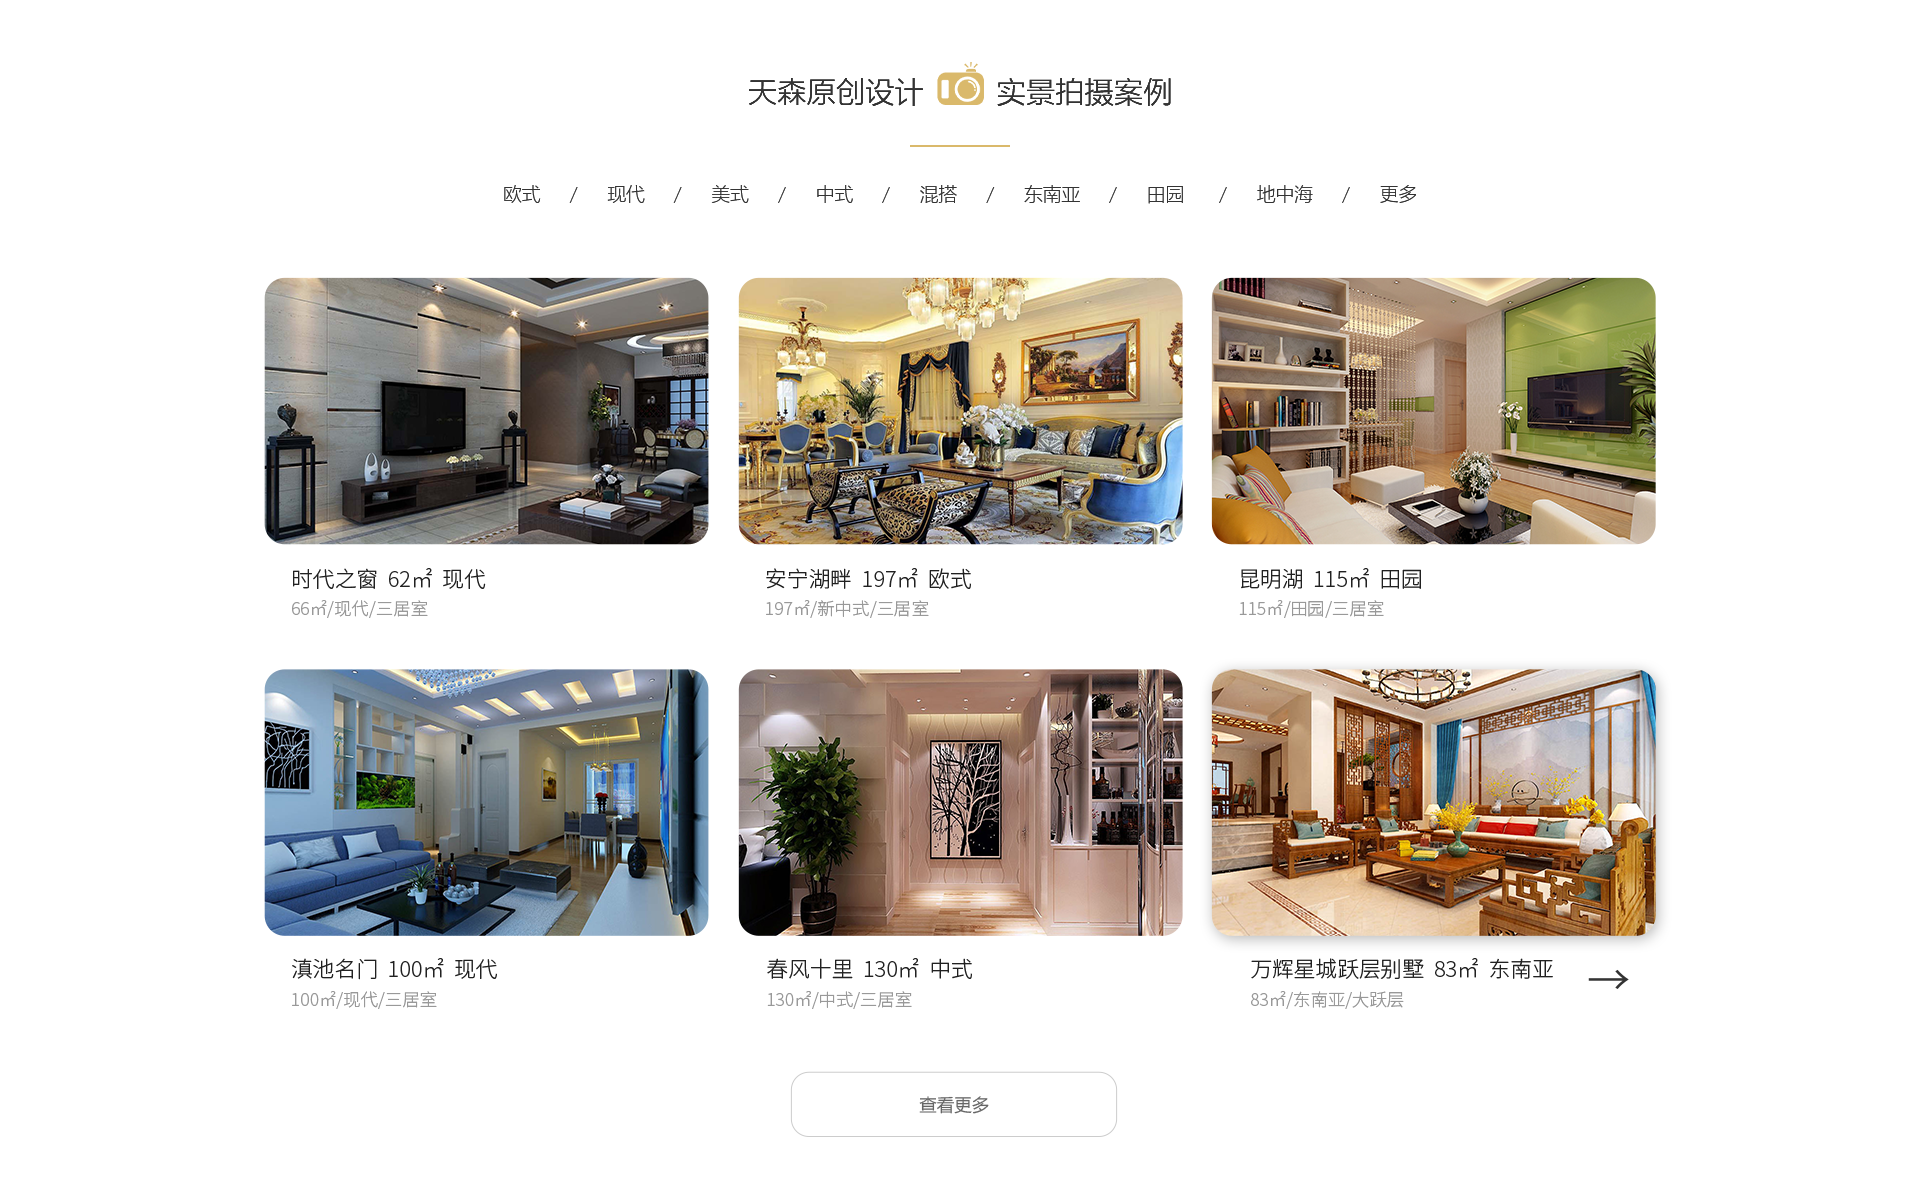 天森原创设计 实景拍摄案例
欧式 / 现代 / 美式 / 中式 / 混搭 / 东南亚 / 田园 / 地中海 / 更多
时代之窗 62㎡ 现代
66㎡/现代/三居室
安宁湖畔 197㎡ 欧式
197㎡/新中式/三居室
昆明湖 115㎡ 田园
115㎡/田园/三居室
滇池名门 100㎡ 现代
100㎡/现代/三居室
春风十里 130㎡ 中式
130㎡/中式/三居室
万辉星城跃层别墅 83㎡ 东南亚
83㎡/东南亚/大跃层
查看更多